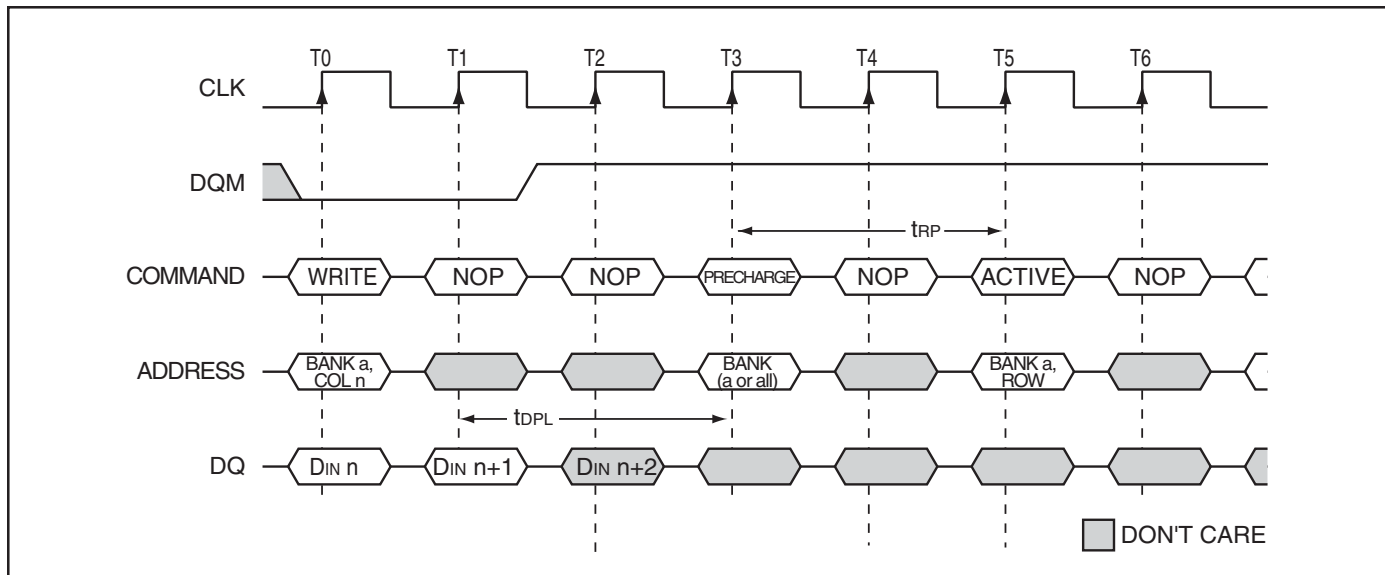 T0 T1 T2 T3 T4 T5 T6
CLK
DQM
tRP
COMMAND WRITE NOP NOP PRECHARGE NOP ACTIVE NOP
ADDRESS BANK a, COL n BANK (a or all) BANK a, ROW
tDPL
DQ DIN n DIN n+1 DIN n+2
DON'T CARE